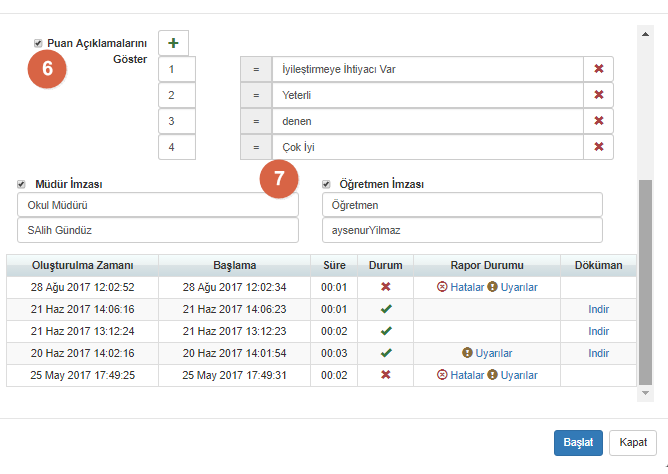 Puan Açıklamalarını
Göster
6
1 = İyileştirmeye İhtiyacı Var
2 = Yeterli
3 = denen
4 = Çok İyi
7
Müdür İmzası
Öğretmen İmzası
Okul Müdürü
Öğretmen
SAlih Gündüz
aysenurYilmaz
Oluşturulma Zamanı Başlama Süre Durum Rapor Durumu Döküman
28 Ağu 2017 12:02:52 28 Ağu 2017 12:02:34 00:01 Hatalar Uyarılar
21 Haz 2017 14:06:16 21 Haz 2017 14:06:23 00:01 Indir
21 Haz 2017 13:12:24 21 Haz 2017 13:12:23 00:02 Indir
20 Haz 2017 14:02:16 20 Haz 2017 14:01:54 00:03 Uyarılar Indir
25 May 2017 17:49:25 25 May 2017 17:49:31 00:02 Hatalar Uyarılar
Başlat Kapat